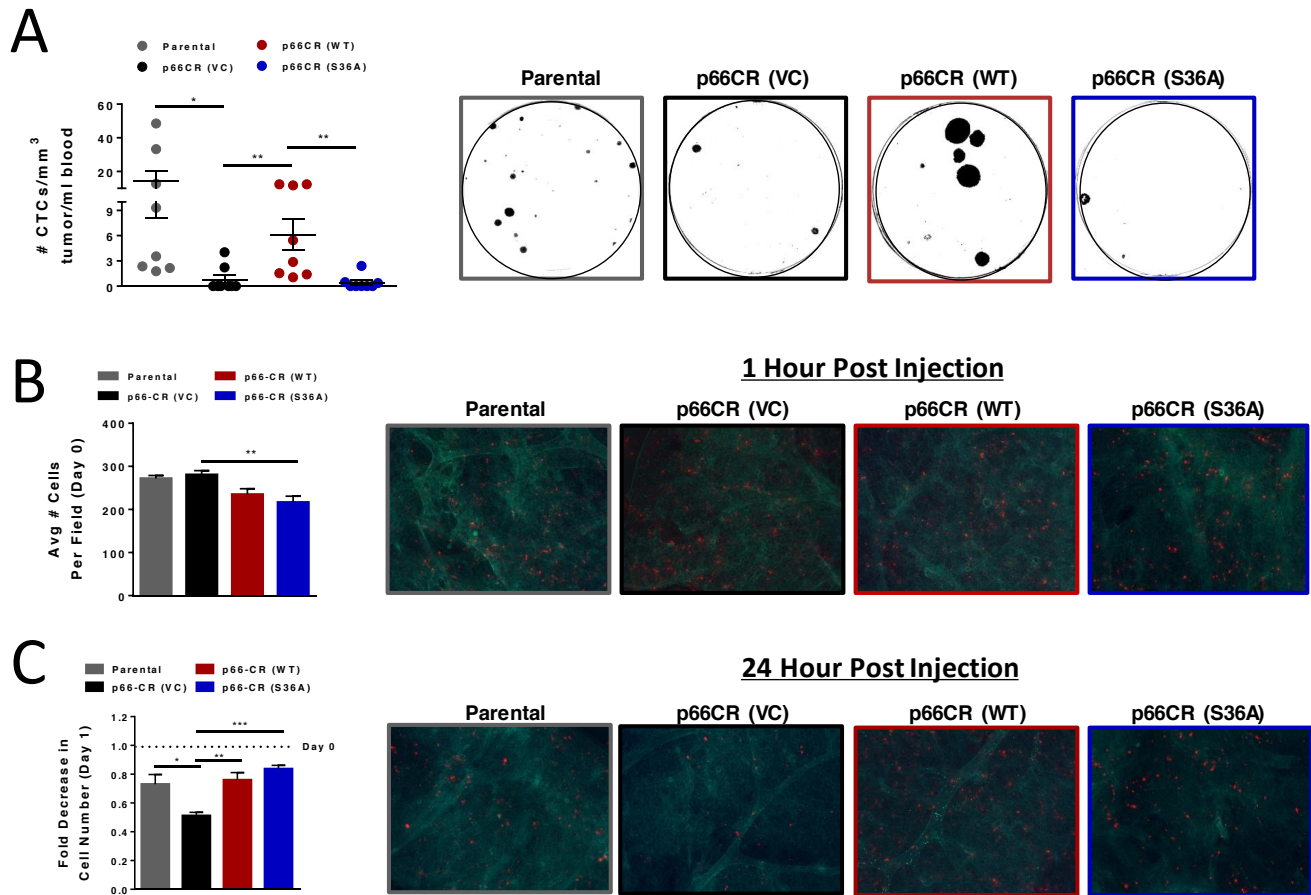 A
Parental p66CR (WT)
p66CR (VC) p66CR (S36A)
# CTCs/mm3
tumor/ml blood
60
40
20
9
6
3
0
*
**
**
Parental p66CR (VC) p66CR (WT) p66CR (S36A)
B
Parental p66-CR (WT)
p66-CR (VC) p66-CR (S36A)
Avg # Cells
Per Field (Day 0)
400
300
200
100
0
**
1 Hour Post Injection
Parental p66CR (VC) p66CR (WT) p66CR (S36A)
C
Parental p66-CR (WT)
p66-CR (VC) p66-CR (S36A)
Fold Decrease in
Cell Number (Day 1)
1.2
1.0
0.8
0.6
0.4
0.2
0.0
***
* **
Day 0
24 Hour Post Injection
Parental p66CR (VC) p66CR (WT) p66CR (S36A)